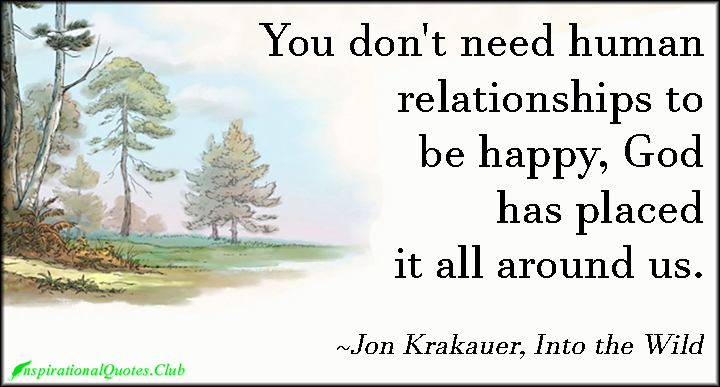 You don't need human
relationships to
be happy, God
has placed
it all around us.
~Jon Krakauer, Into the Wild
InspirationalQuotes.Club